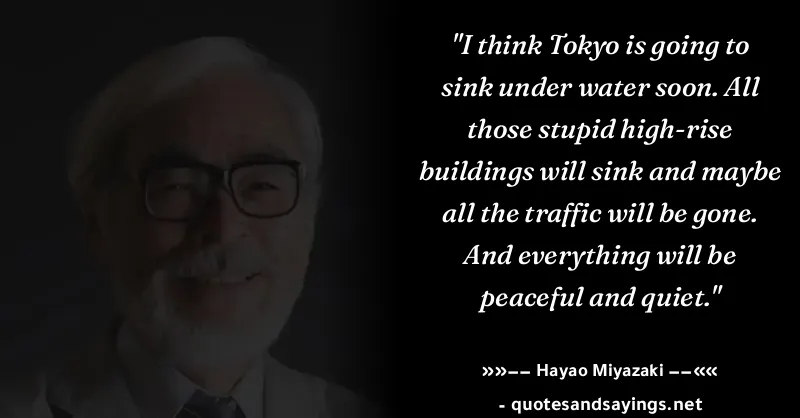 "I think Tokyo is going to
sink under water soon. All
those stupid high-rise
buildings will sink and maybe
all the traffic will be gone.
And everything will be
peaceful and quiet."
»»−− Hayao Miyazaki −−««
- quotesandsayings.net